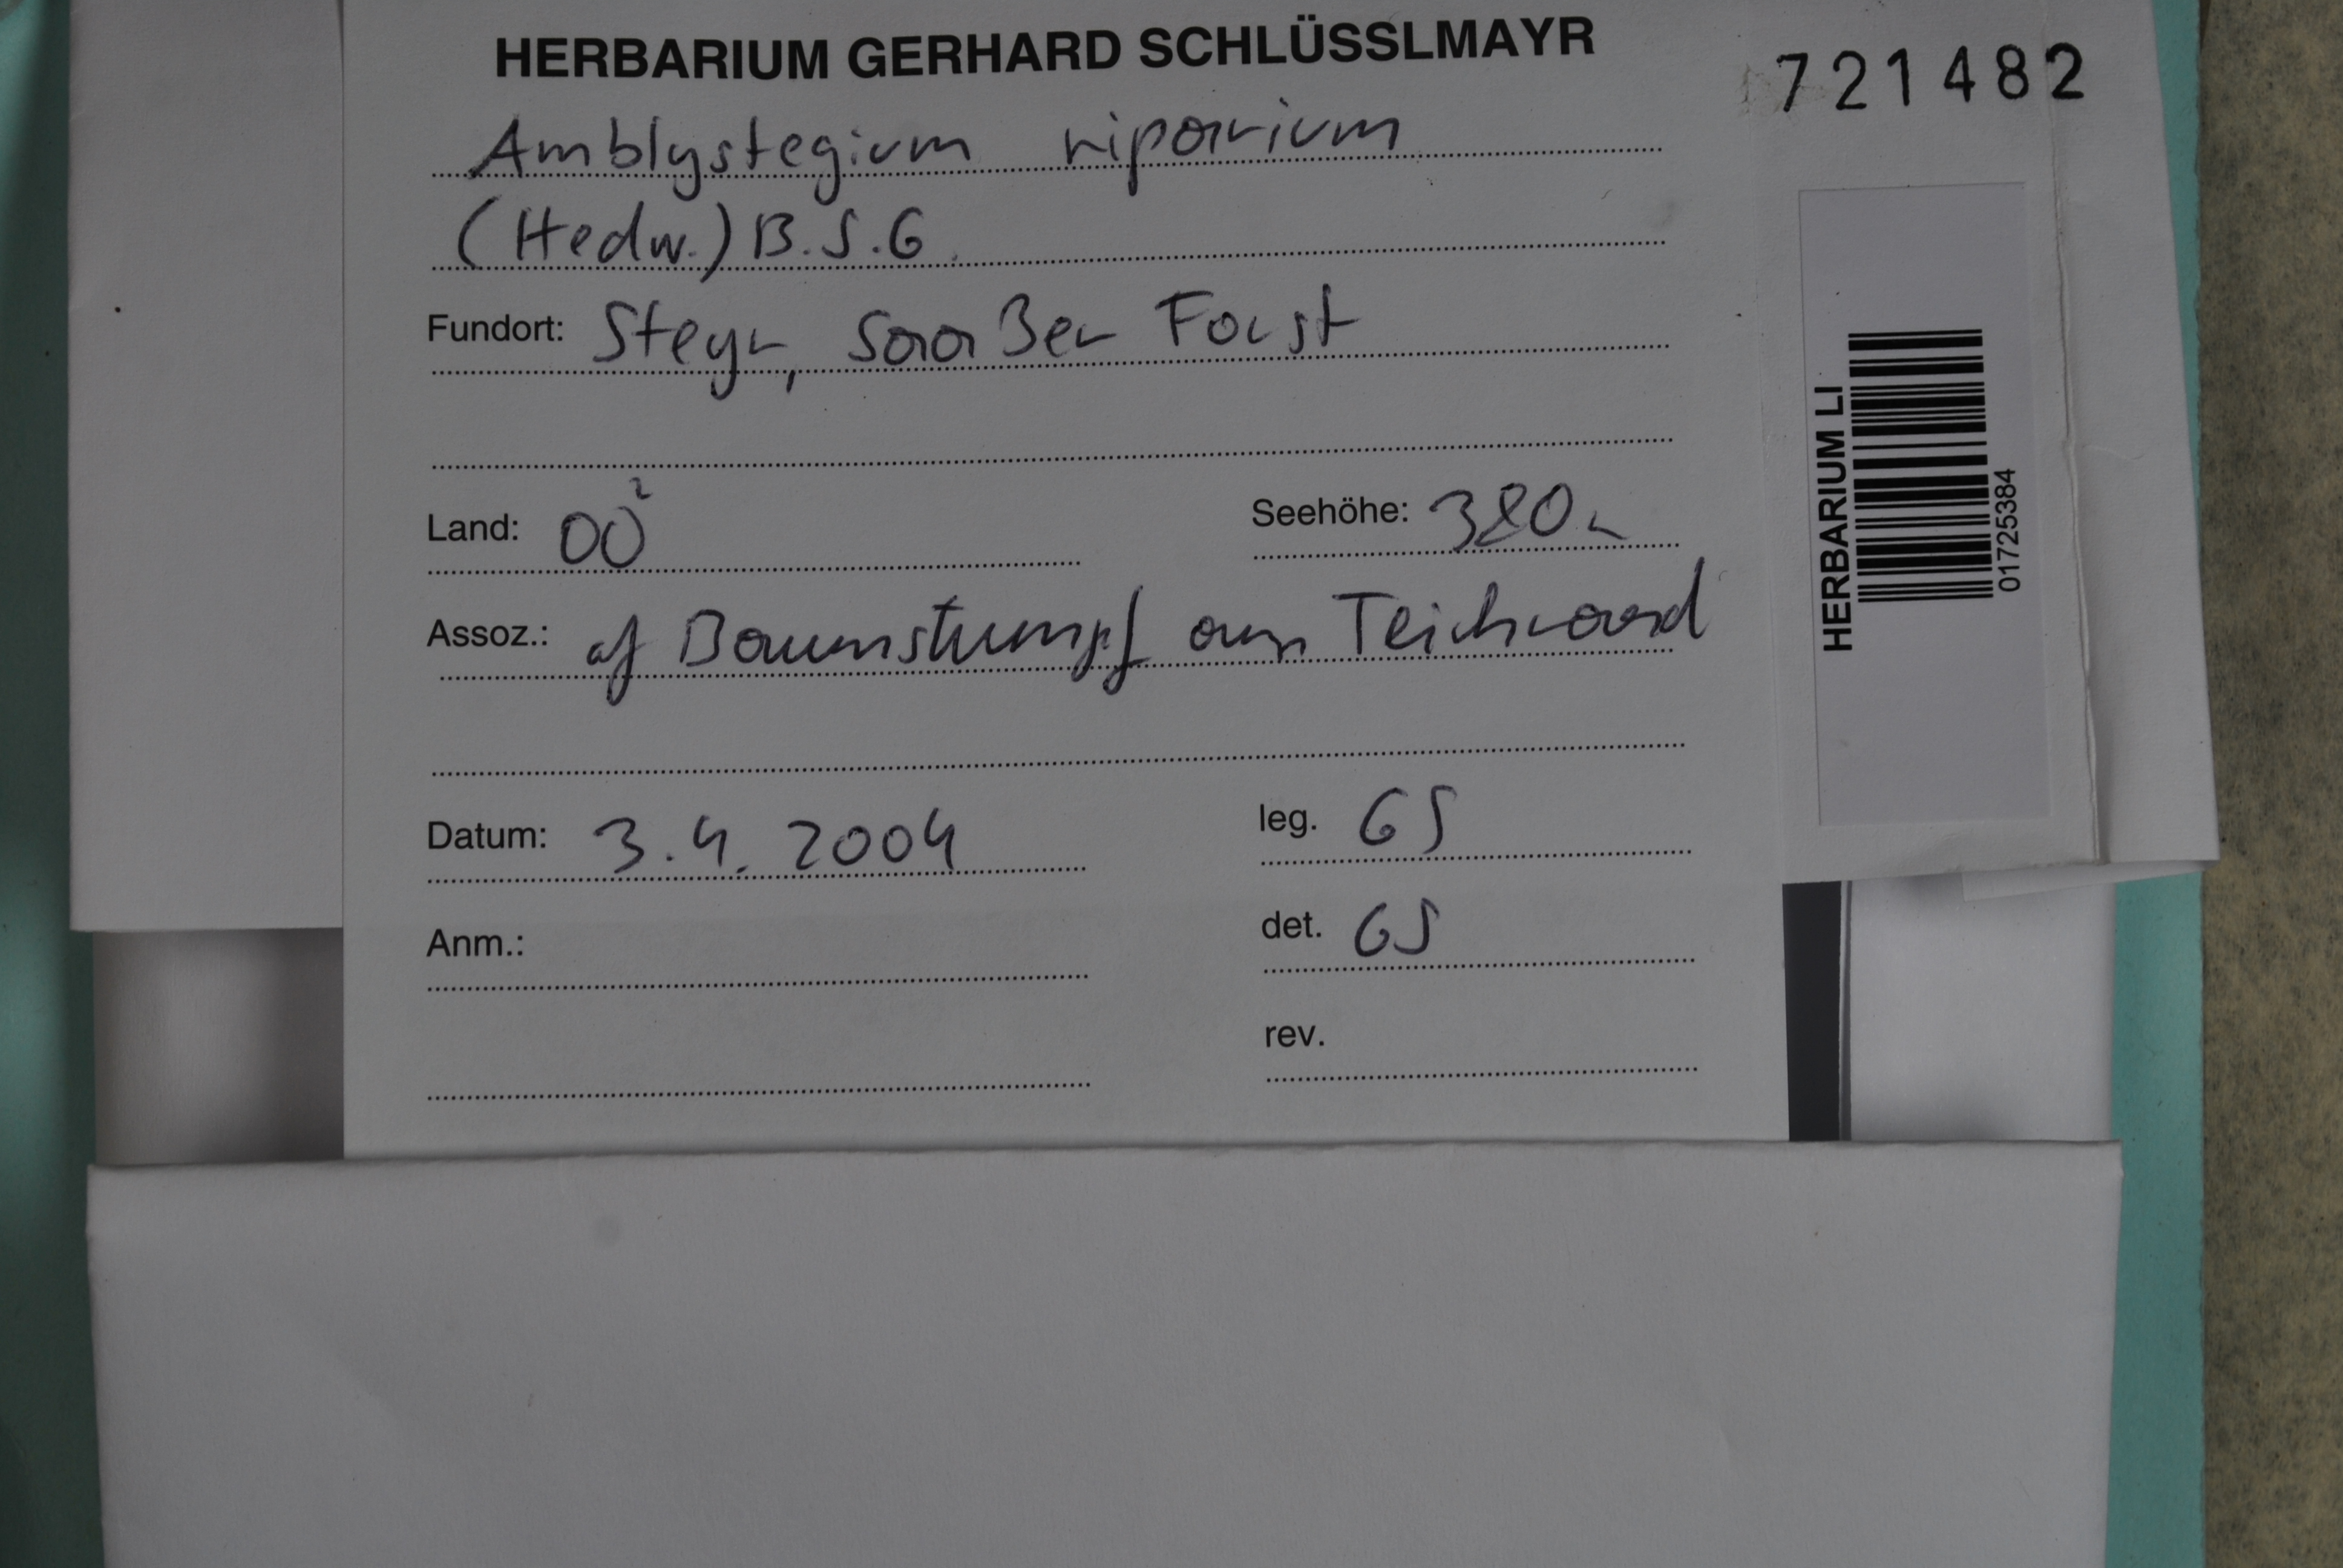 HERBARIUM GERHARD SCHLÜSSLMAYR
721482
Amblystegium riparium
(Hedw.) B.S.G.
Fundort: Steyr, Saaßer Forst
Land: OÖ
Seehöhe: 380m
Assoz.: af Baumstumpf am Teichrand
Datum: 3.4.2004
leg. GS
det. GS
Anm.:
rev.
HERBARIUM LI
01725384